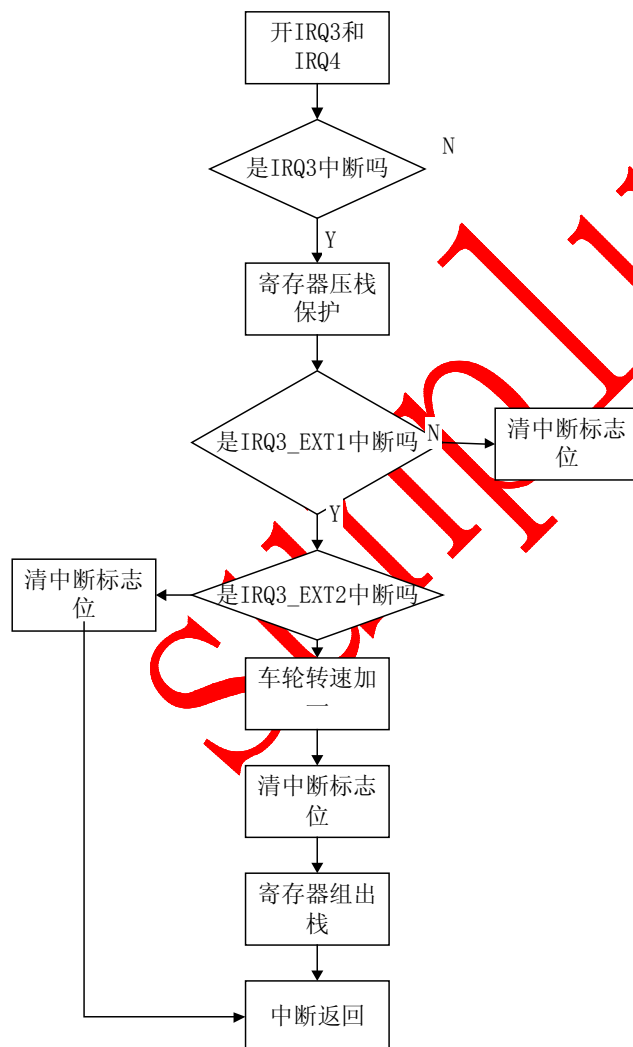 开IRQ3和
IRQ4
是IRQ3中断吗
N
Y
寄存器压栈
保护
是IRQ3_EXT1中断吗
N
清中断标志
位
Y
是IRQ3_EXT2中断吗
清中断标志
位
车轮转速加
一
清中断标志
位
寄存器组出
栈
中断返回